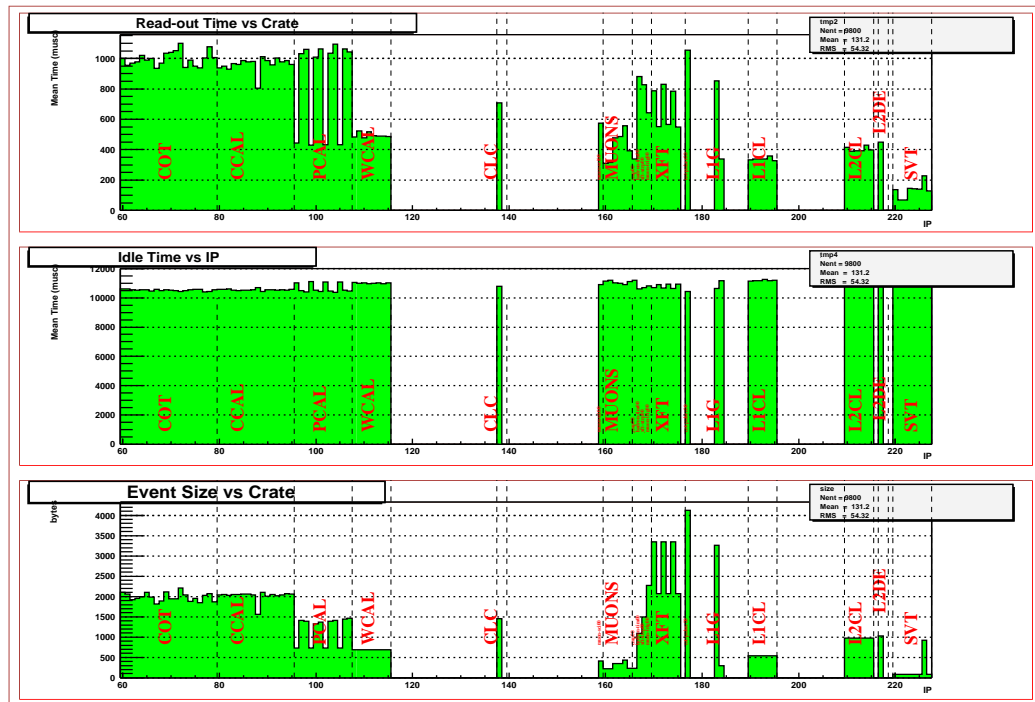 Read-out Time vs Crate
tmp2
Nent = 9800
Mean = 131.2
RMS = 54.32
Mean Time (musec)
1000
800
600
400
200
0
COT
CCAL
PCAL
WCAL
CLC
MUONS
XFT
L1G
L1CL
L2CL
L2DE
SVT
60 80 100 120 140 160 180 200 220
IP
Idle Time vs IP
tmp4
Nent = 9800
Mean = 131.2
RMS = 54.32
Mean Time (musec)
12000
10000
8000
6000
4000
2000
0
COT
CCAL
PCAL
WCAL
CLC
MUONS
XFT
L1G
L1CL
L2CL
L2DE
SVT
60 80 100 120 140 160 180 200 220
IP
Event Size vs Crate
size
Nent = 9800
Mean = 131.2
RMS = 54.32
bytes
4000
3500
3000
2500
2000
1500
1000
500
0
COT
CCAL
PCAL
WCAL
CLC
MUONS
XFT
L1G
L1CL
L2CL
L2DE
SVT
60 80 100 120 140 160 180 200 220
IP